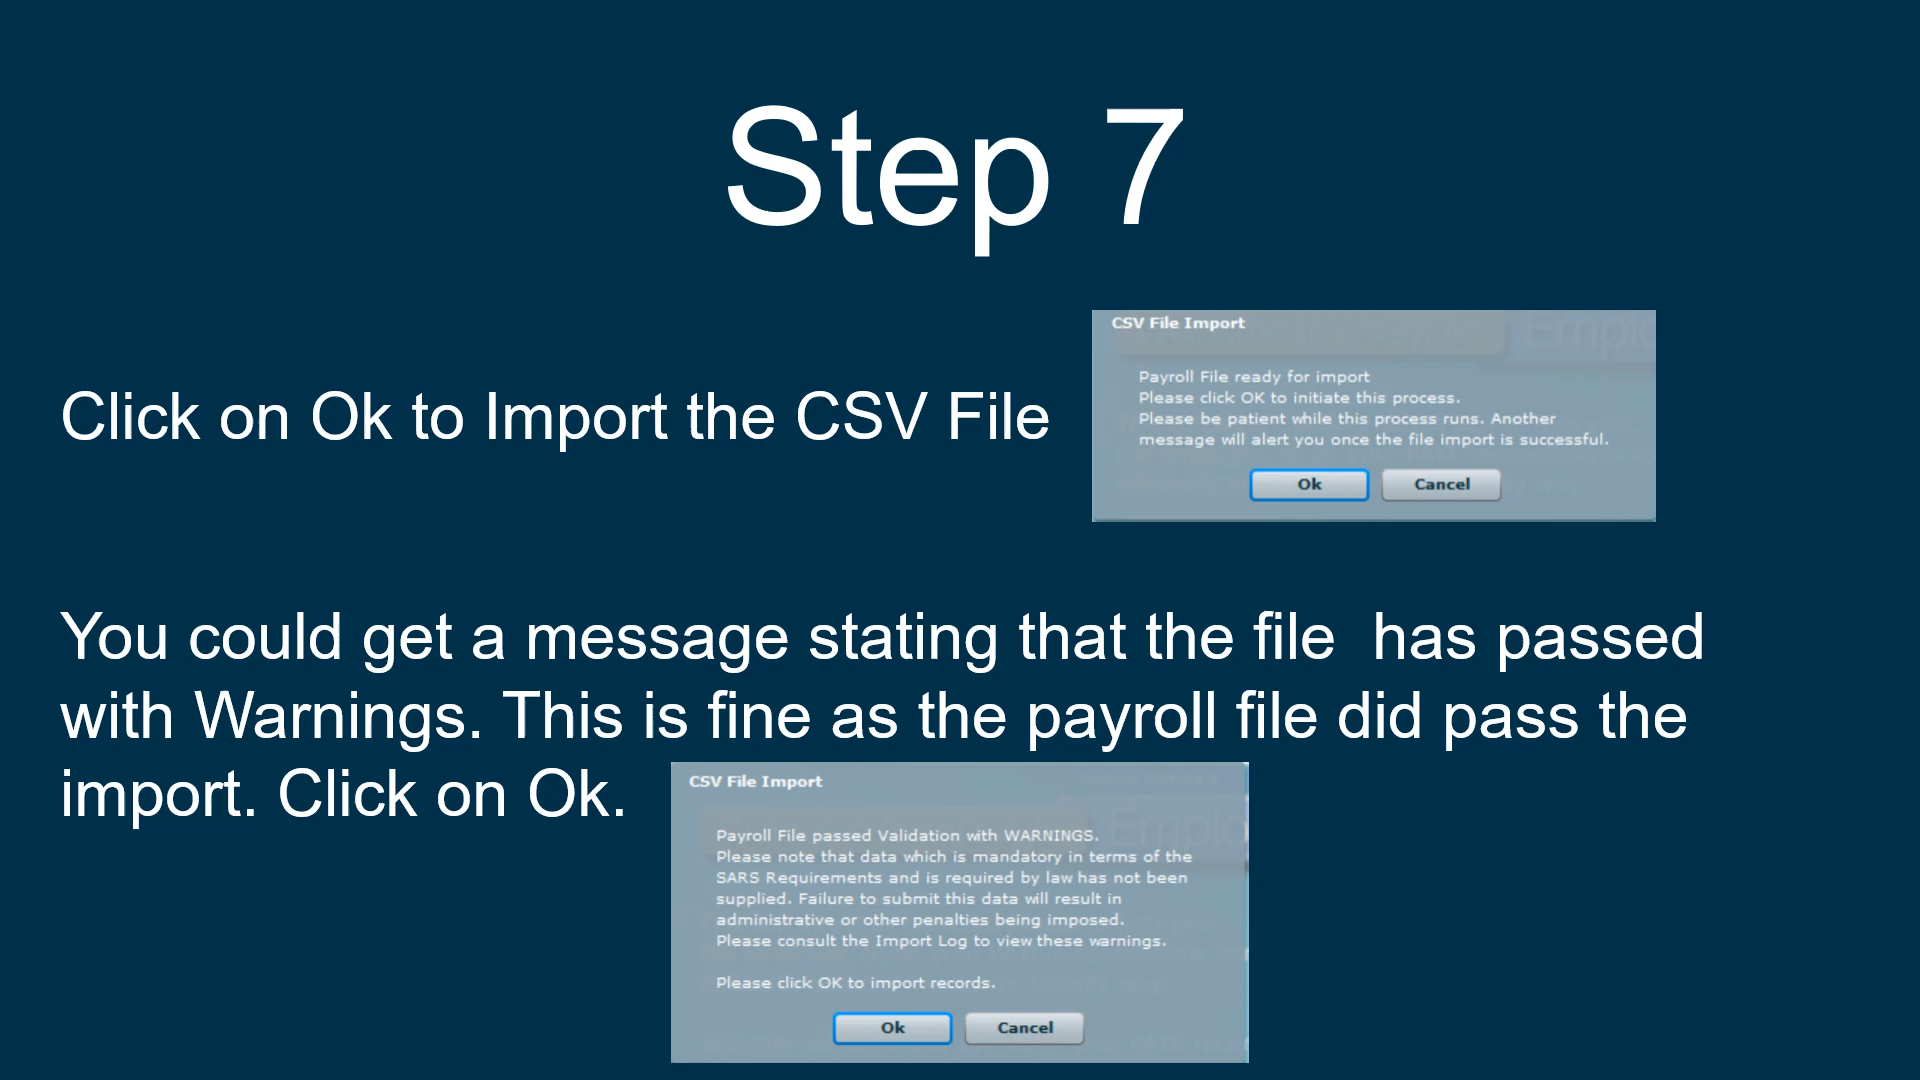 Step 7
Click on Ok to Import the CSV File
CSV File Import
Payroll File ready for import
Please click OK to initiate this process.
Please be patient while this process runs. Another
message will alert you once the file import is successful.
Ok Cancel
You could get a message stating that the file  has passed
with Warnings. This is fine as the payroll file did pass the
import. Click on Ok.
CSV File Import
Payroll File passed Validation with WARNINGS.
Please note that data which is mandatory in terms of the
SARS Requirements and is required by law has not been
supplied. Failure to submit this data will result in
administrative or other penalties being imposed.
Please consult the Import Log to view these warnings.
Please click OK to import records.
Ok Cancel